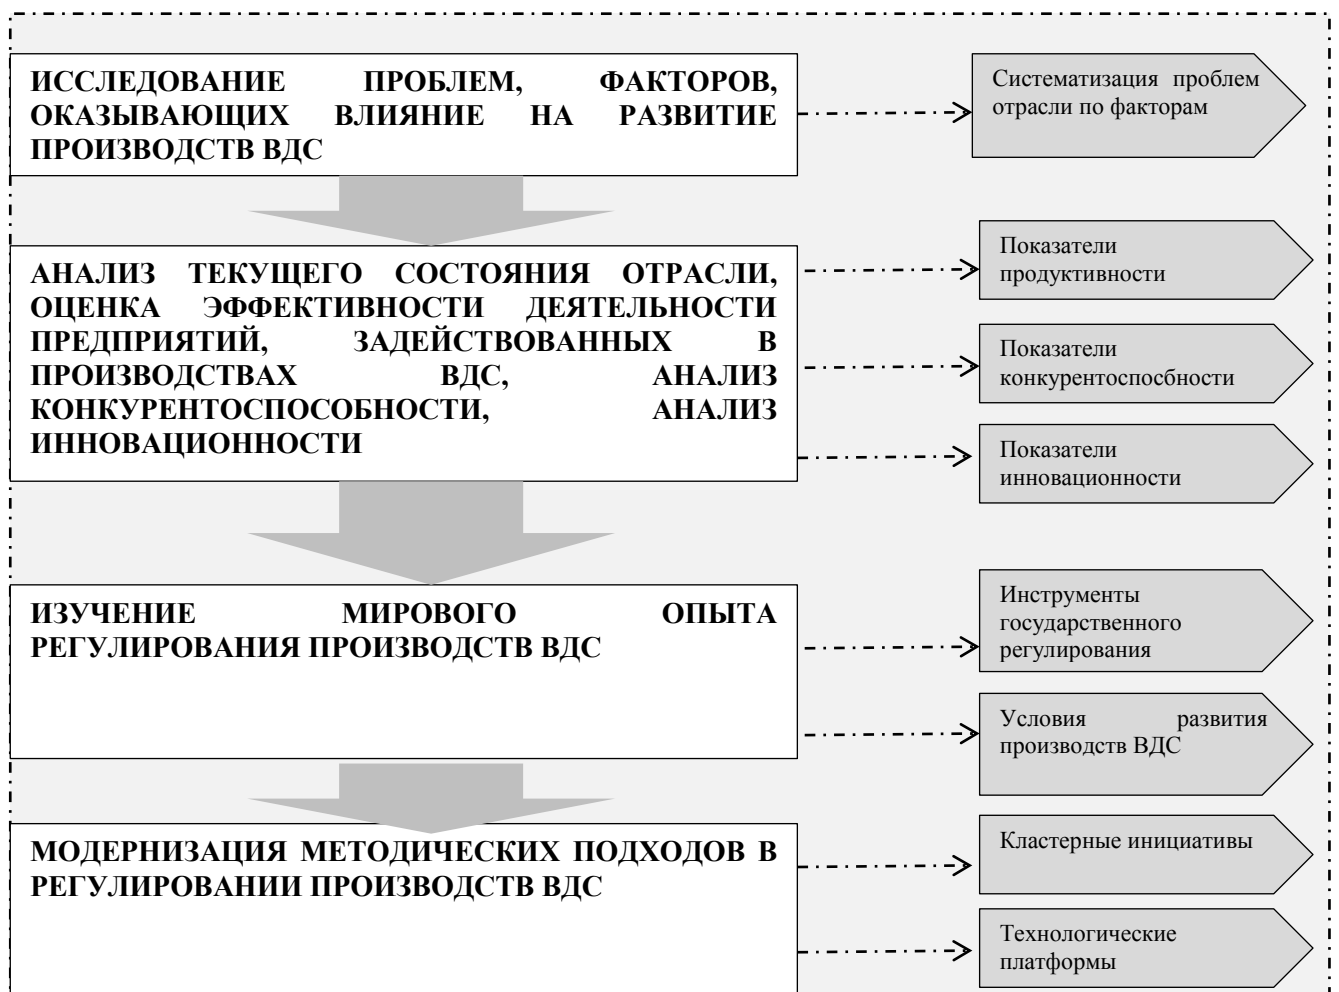 ИССЛЕДОВАНИЕ ПРОБЛЕМ, ФАКТОРОВ,
ОКАЗЫВАЮЩИХ ВЛИЯНИЕ НА РАЗВИТИЕ
ПРОИЗВОДСТВ ВДС
Систематизация проблем
отрасли по факторам
АНАЛИЗ ТЕКУЩЕГО СОСТОЯНИЯ ОТРАСЛИ,
ОЦЕНКА ЭФФЕКТИВНОСТИ ДЕЯТЕЛЬНОСТИ
ПРЕДПРИЯТИЙ, ЗАДЕЙСТВОВАННЫХ В
ПРОИЗВОДСТВАХ ВДС, АНАЛИЗ
КОНКУРЕНТОСПОСОБНОСТИ, АНАЛИЗ
ИННОВАЦИОННОСТИ
Показатели
продуктивности
Показатели
конкурентоспосбности
Показатели
инновационности
ИЗУЧЕНИЕ МИРОВОГО ОПЫТА
РЕГУЛИРОВАНИЯ ПРОИЗВОДСТВ ВДС
Инструменты
государственного
регулирования
Условия развития
производств ВДС
МОДЕРНИЗАЦИЯ МЕТОДИЧЕСКИХ ПОДХОДОВ В
РЕГУЛИРОВАНИИ ПРОИЗВОДСТВ ВДС
Кластерные инициативы
Технологические
платформы